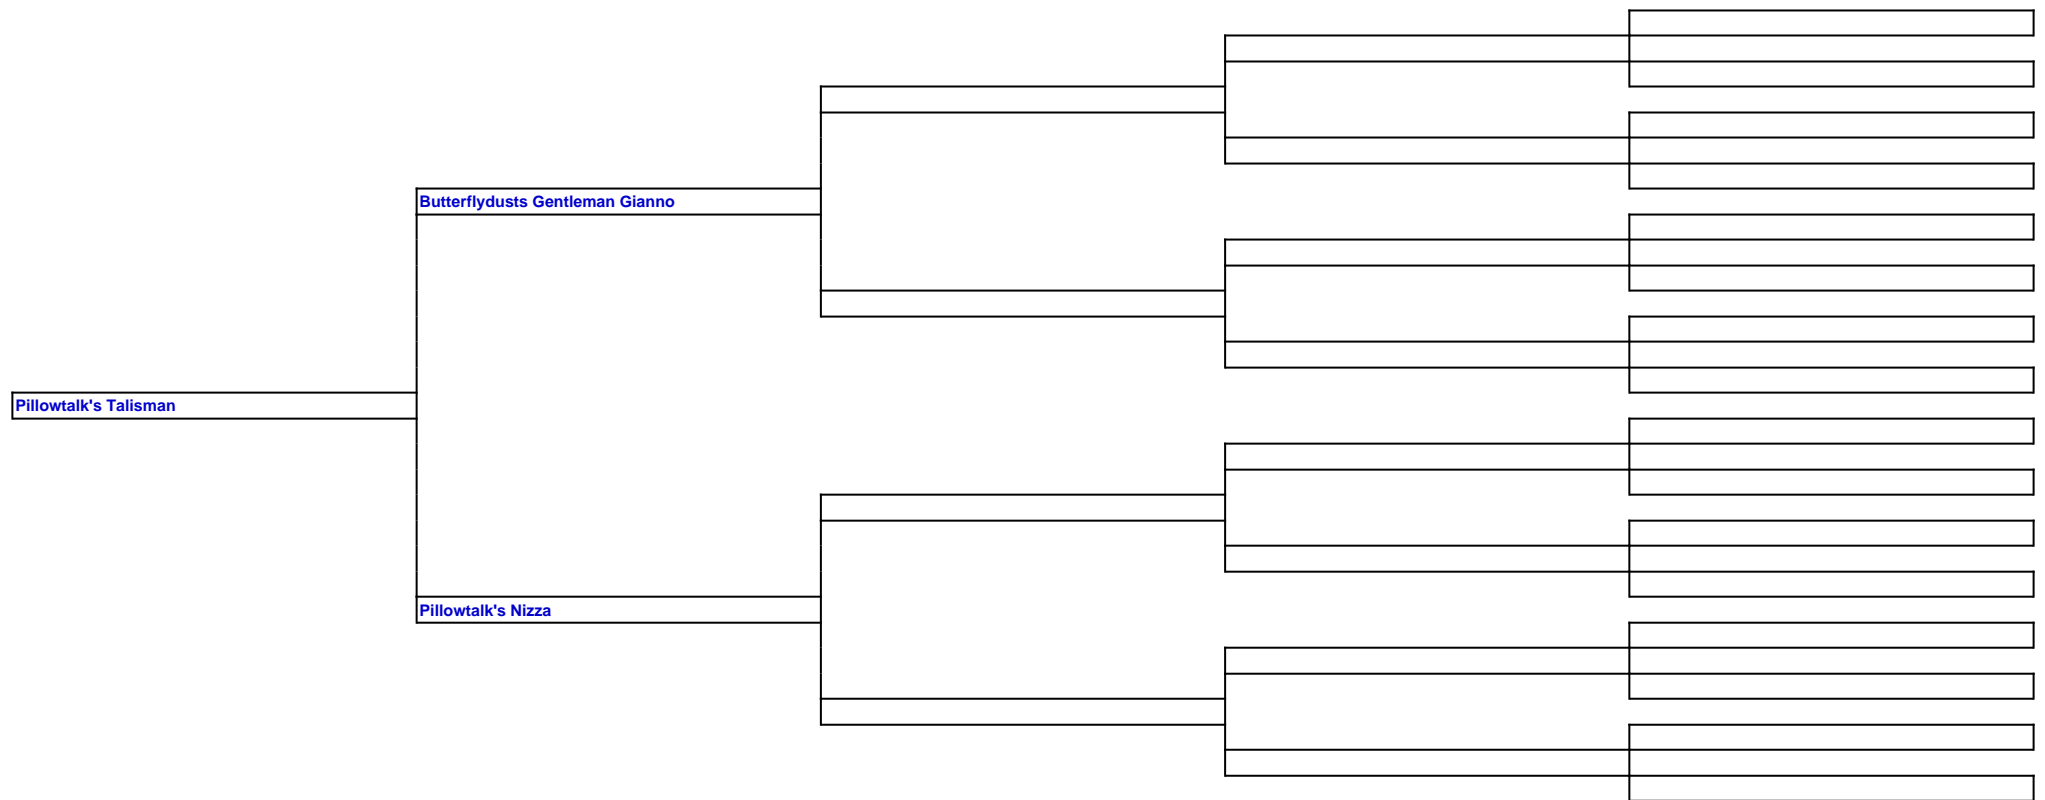 Butterflydusts Gentleman Gianno
Pillowtalk's Talisman
Pillowtalk's Nizza